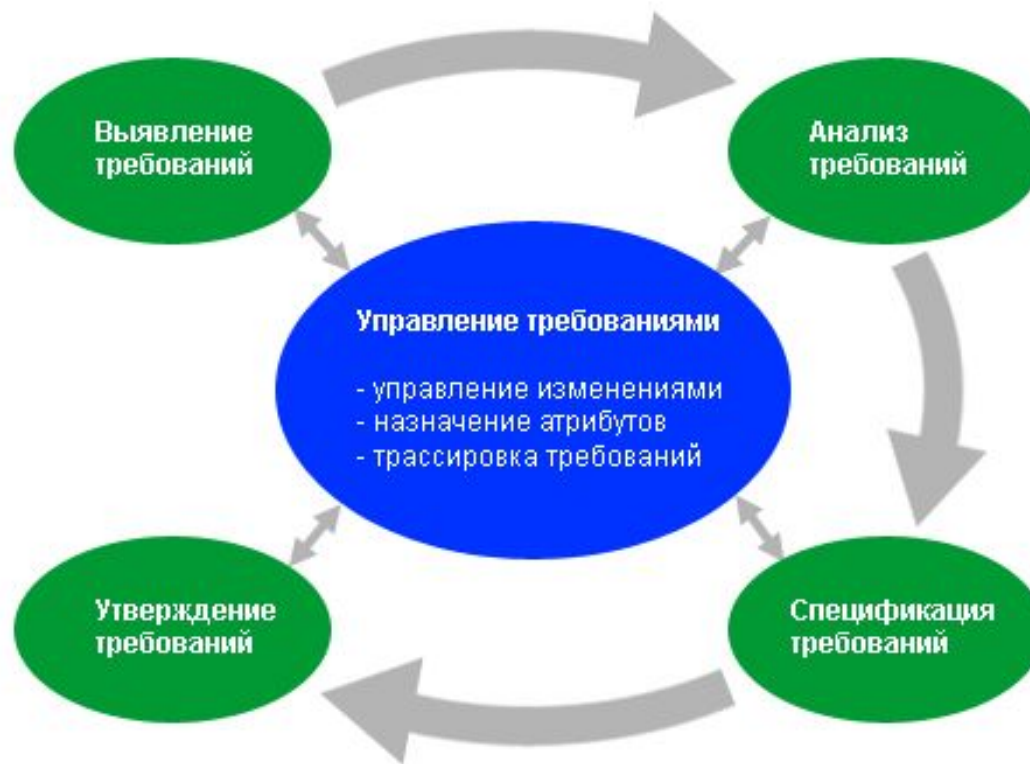 Выявление
требований
Анализ
требований
Управление требованиями
- управление изменениями
- назначение атрибутов
- трассировка требований
Утверждение
требований
Спецификация
требований